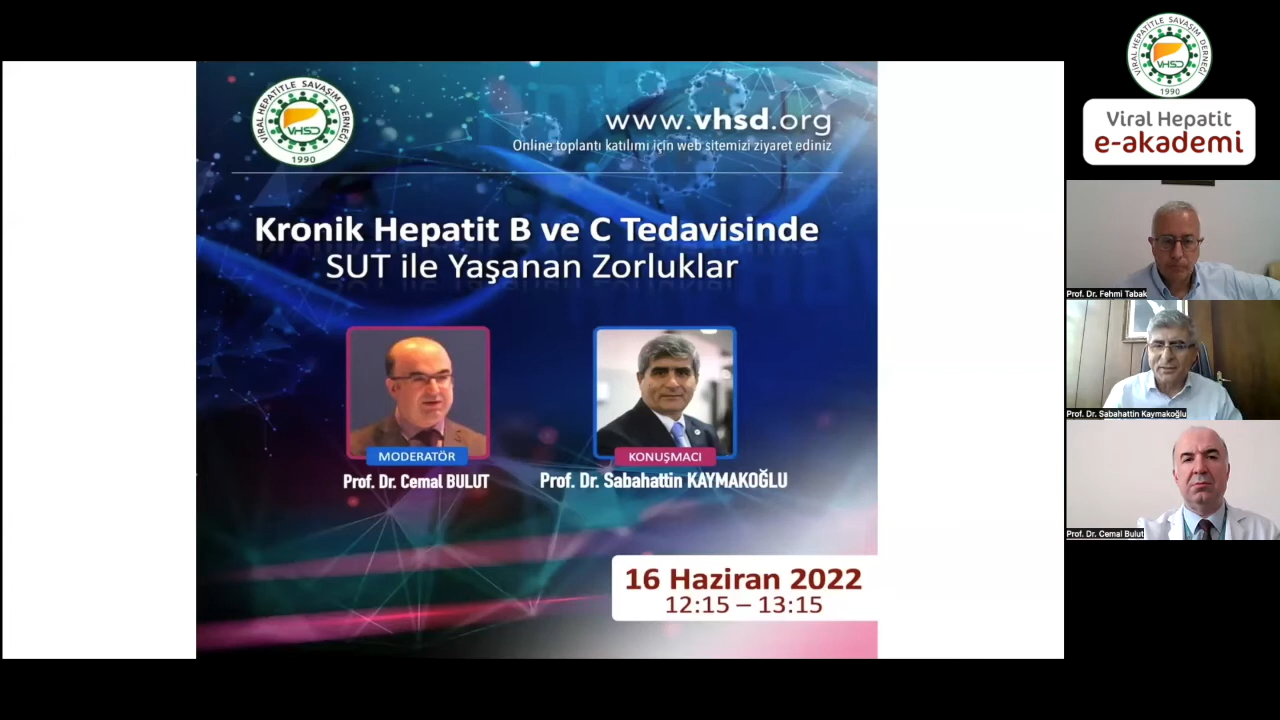 VİRAL HEPATİTLE SAVAŞIM DERNEĞİ
VHSD
1990
www.vhsd.org
Online toplantı katılımı için web sitemizi ziyaret ediniz
Kronik Hepatit B ve C Tedavisinde
SUT ile Yaşanan Zorluklar
MODERATÖR
Prof. Dr. Cemal BULUT
KONUŞMACI
Prof. Dr. Sabahattin KAYMAKOĞLU
16 Haziran 2022
12:15 – 13:15
VİRAL HEPATİTLE SAVAŞIM DERNEĞİ
VHSD
1990
Viral Hepatit
e-akademi
Prof. Dr. Fehmi Tabak
Prof. Dr. Sabahattin Kaymakoğlu
Prof. Dr. Cemal Bulut